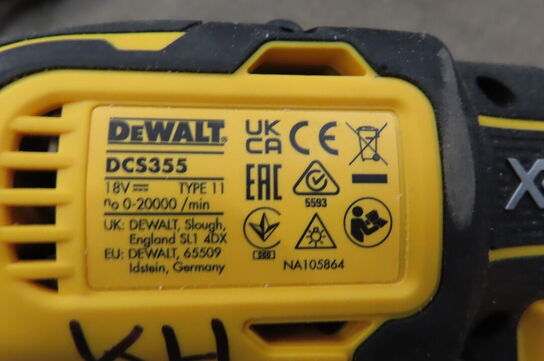 DEWALT
DCS355
18V TYPE 11
n₀ 0-20000 /min
UK: DEWALT, Slough,
England SL1 4DX
EU: DEWALT, 65509
Idstein, Germany
UK
CA
CE
EAC
5593
NA105864
X
KH